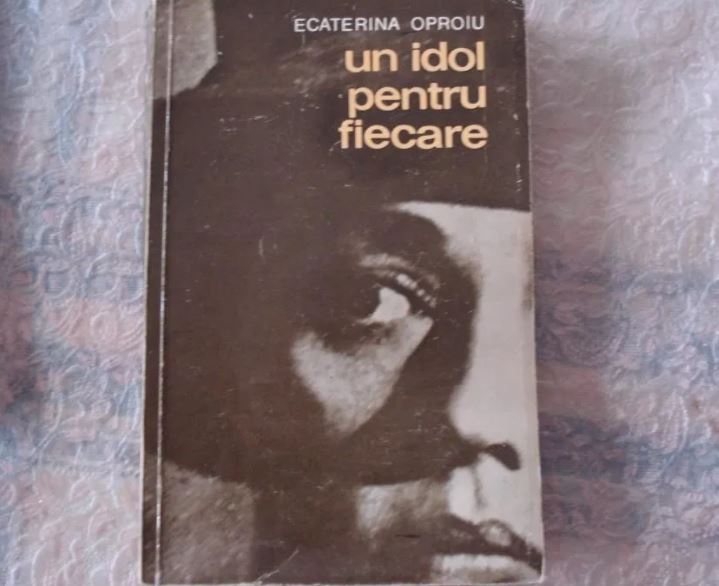 ECATERINA OPROIU
un idol
pentru
fiecare